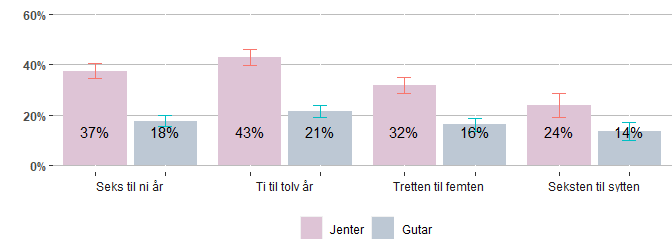 60%
40%
20%
0%
37% 18% 43% 21% 32% 16% 24% 14%
Seks til ni år Ti til tolv år Tretten til femten Seksten til sytten
Jenter Gutar